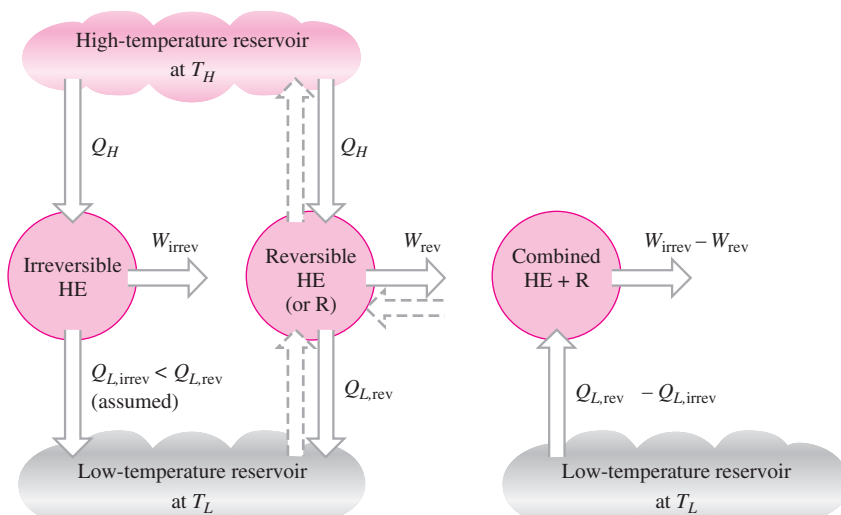 High-temperature reservoir
at T_H
Q_H
Q_H
W_irrev
W_rev
W_irrev – W_rev
Irreversible
HE
Reversible
HE
(or R)
Combined
HE + R
Q_L,irrev < Q_L,rev
(assumed)
Q_L,rev
Q_L,rev – Q_L,irrev
Low-temperature reservoir
at T_L
Low-temperature reservoir
at T_L